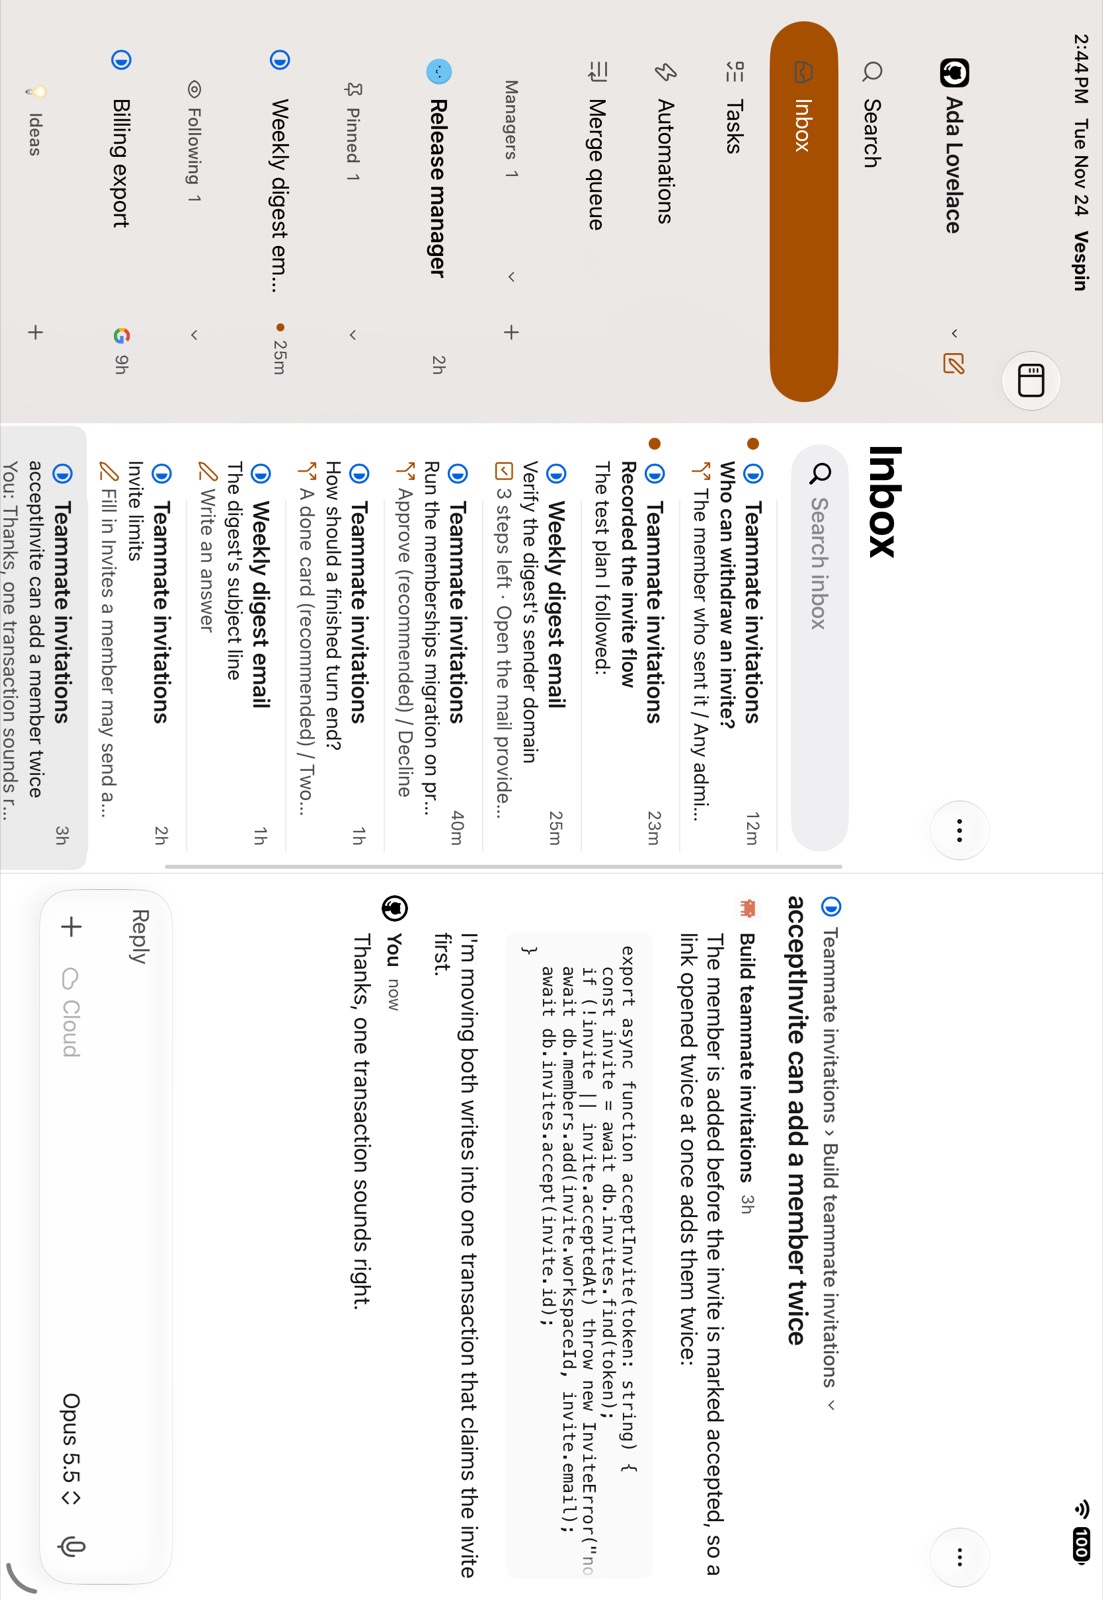 2:44 PM Tue Nov 24 Vespin
100
Ada Lovelace
Search
Inbox
Tasks
Automations
Merge queue
Managers 1
Release manager 2h
Pinned 1
Weekly digest em... 25m
Following 1
Billing export 9h
Ideas
Inbox
Search inbox
Teammate invitations 12m
Who can withdraw an invite?
The member who sent it / Any admi...
Teammate invitations 23m
Recorded the invite flow
The test plan I followed:
Weekly digest email 25m
Verify the digest's sender domain
3 steps left · Open the mail provide...
Teammate invitations 40m
Run the memberships migration on pr...
Approve (recommended) / Decline
Teammate invitations 1h
How should a finished turn end?
A done card (recommended) / Two...
Weekly digest email 1h
The digest's subject line
Write an answer
Teammate invitations 2h
Invite limits
Fill in Invites a member may send a...
Teammate invitations 3h
acceptInvite can add a member twice
You: Thanks, one transaction sounds r...
Teammate invitations › Build teammate invitations
acceptInvite can add a member twice
Build teammate invitations 3h
The member is added before the invite is marked accepted, so a
link opened twice at once adds them twice:
export async function acceptInvite(token: string) {
  const invite = await db.invites.find(token);
  if (!invite || invite.acceptedAt) throw new InviteError("no
  await db.members.add(invite.workspaceId, invite.email);
  await db.invites.accept(invite.id);
}
I'm moving both writes into one transaction that claims the invite
first.
You now
Thanks, one transaction sounds right.
Reply
Cloud
Opus 5.5